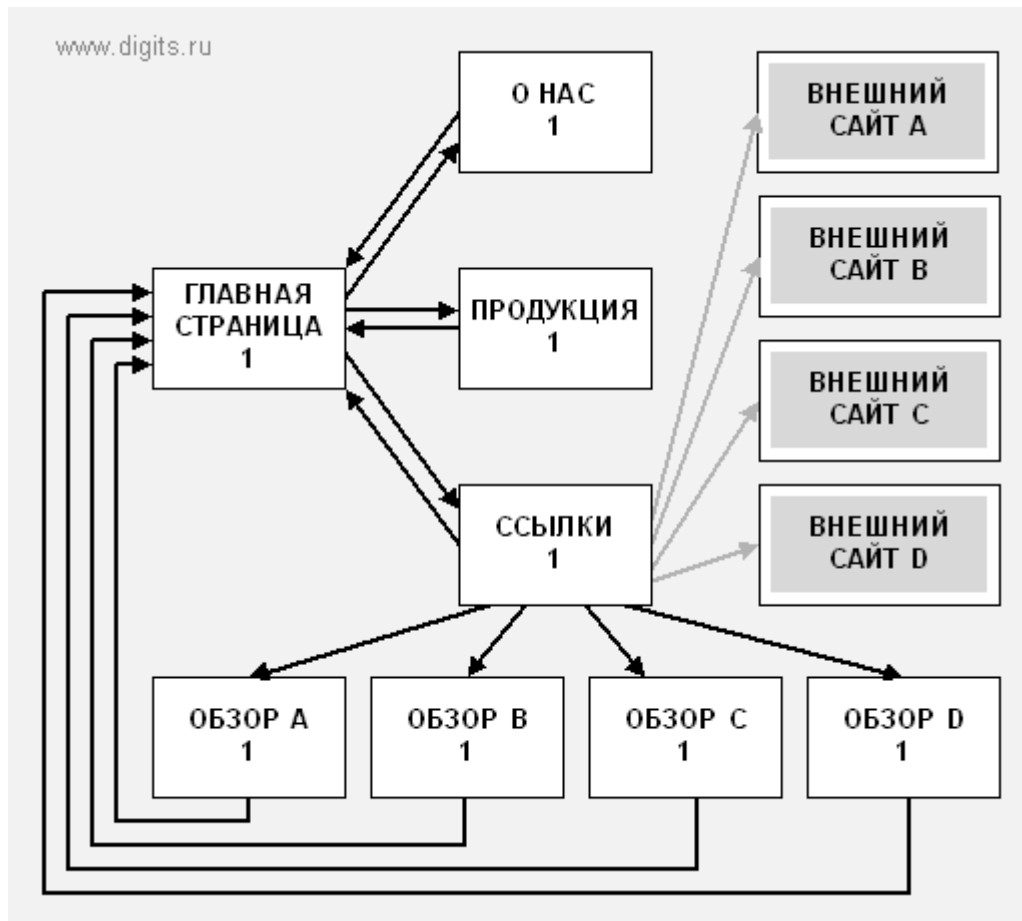 www.digits.ru
О НАС
1
ВНЕШНИЙ
САЙТ A
ВНЕШНИЙ
САЙТ B
ГЛАВНАЯ
СТРАНИЦА
1
ПРОДУКЦИЯ
1
ВНЕШНИЙ
САЙТ C
ССЫЛКИ
1
ВНЕШНИЙ
САЙТ D
ОБЗОР A
1
ОБЗОР B
1
ОБЗОР C
1
ОБЗОР D
1